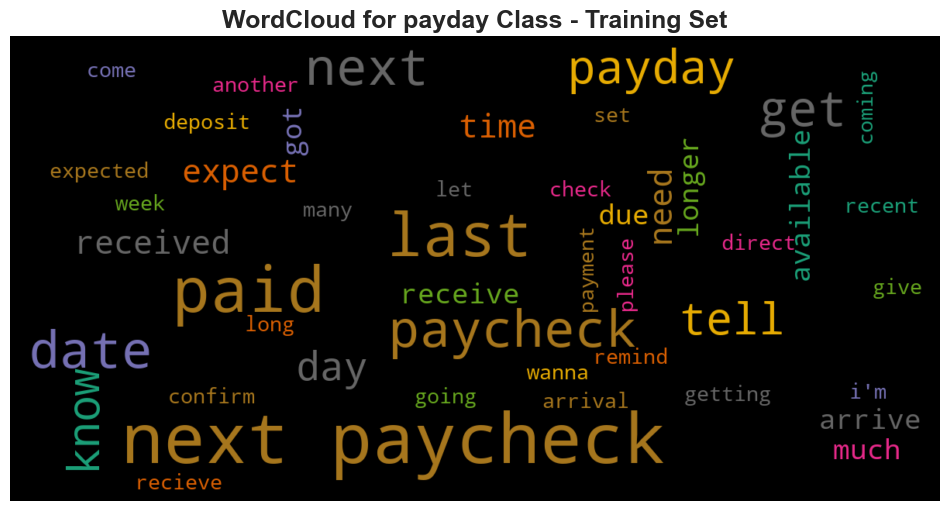 WordCloud for payday Class - Training Set
next
payday
come
another
get
coming
deposit
got
time
set
expected
expect
longer
available
need
let
check
week
many
due
recent
received
last
direct
payment
please
paid
receive
give
long
paycheck
tell
date
day
remind
wanna
know
confirm
going
arrival
getting
i'm
next paycheck
arrive
much
recieve